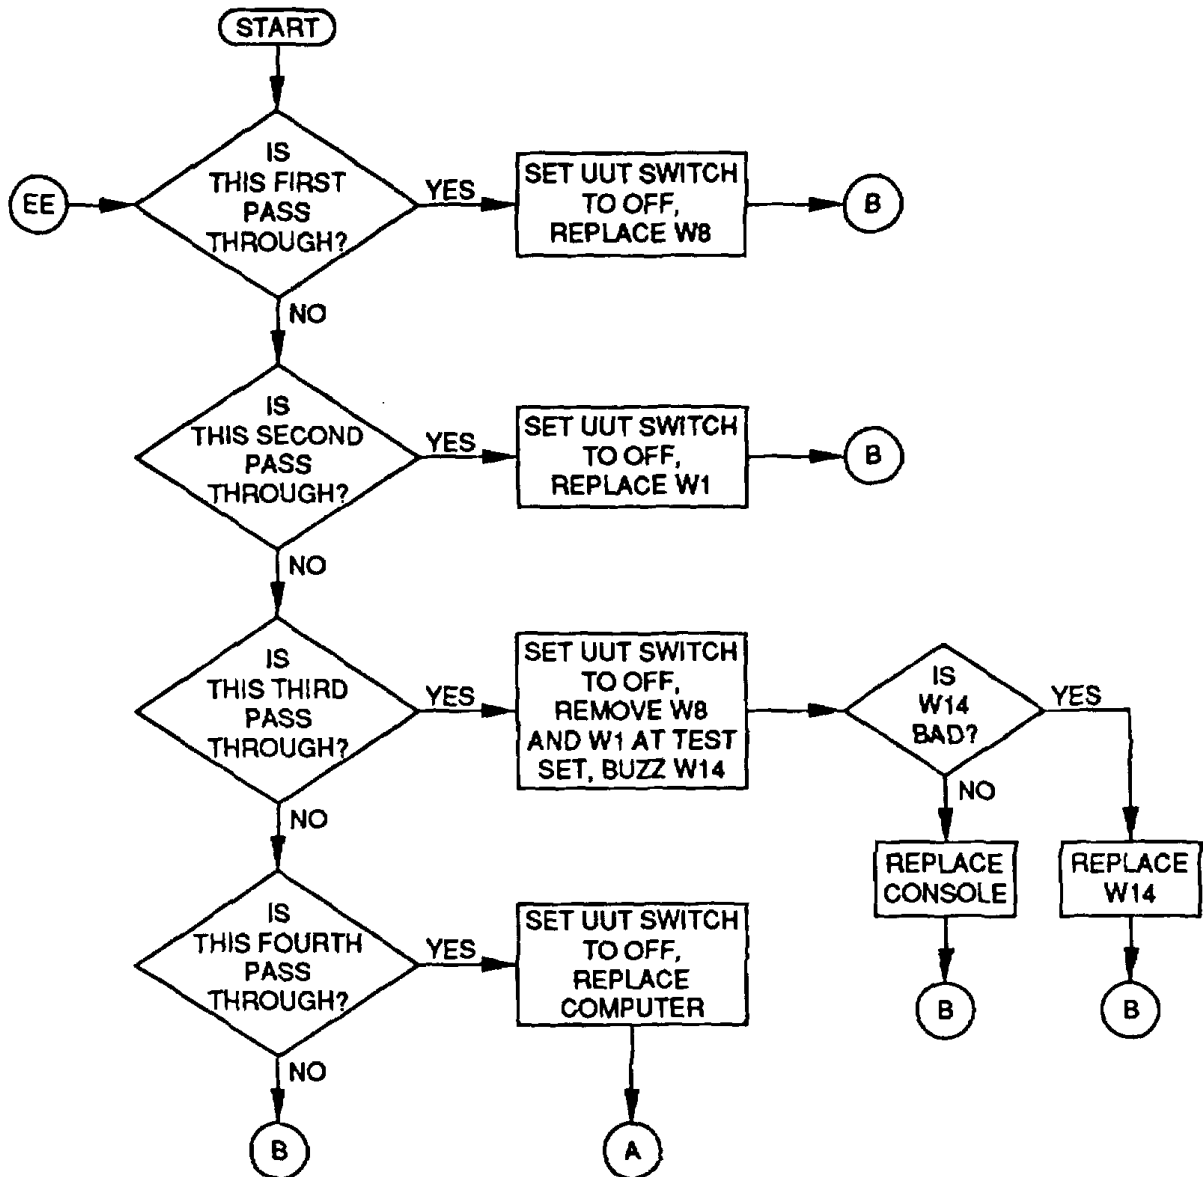 START
IS
THIS FIRST
PASS
THROUGH?
EE
YES
SET UUT SWITCH
TO OFF,
REPLACE W8
B
NO
IS
THIS SECOND
PASS
THROUGH?
YES
SET UUT SWITCH
TO OFF,
REPLACE W1
B
NO
IS
THIS THIRD
PASS
THROUGH?
YES
SET UUT SWITCH
TO OFF,
REMOVE W8
AND W1 AT TEST
SET, BUZZ W14
IS
W14
BAD?
YES
NO
REPLACE
CONSOLE
B
REPLACE
W14
B
NO
IS
THIS FOURTH
PASS
THROUGH?
YES
SET UUT SWITCH
TO OFF,
REPLACE
COMPUTER
A
NO
B